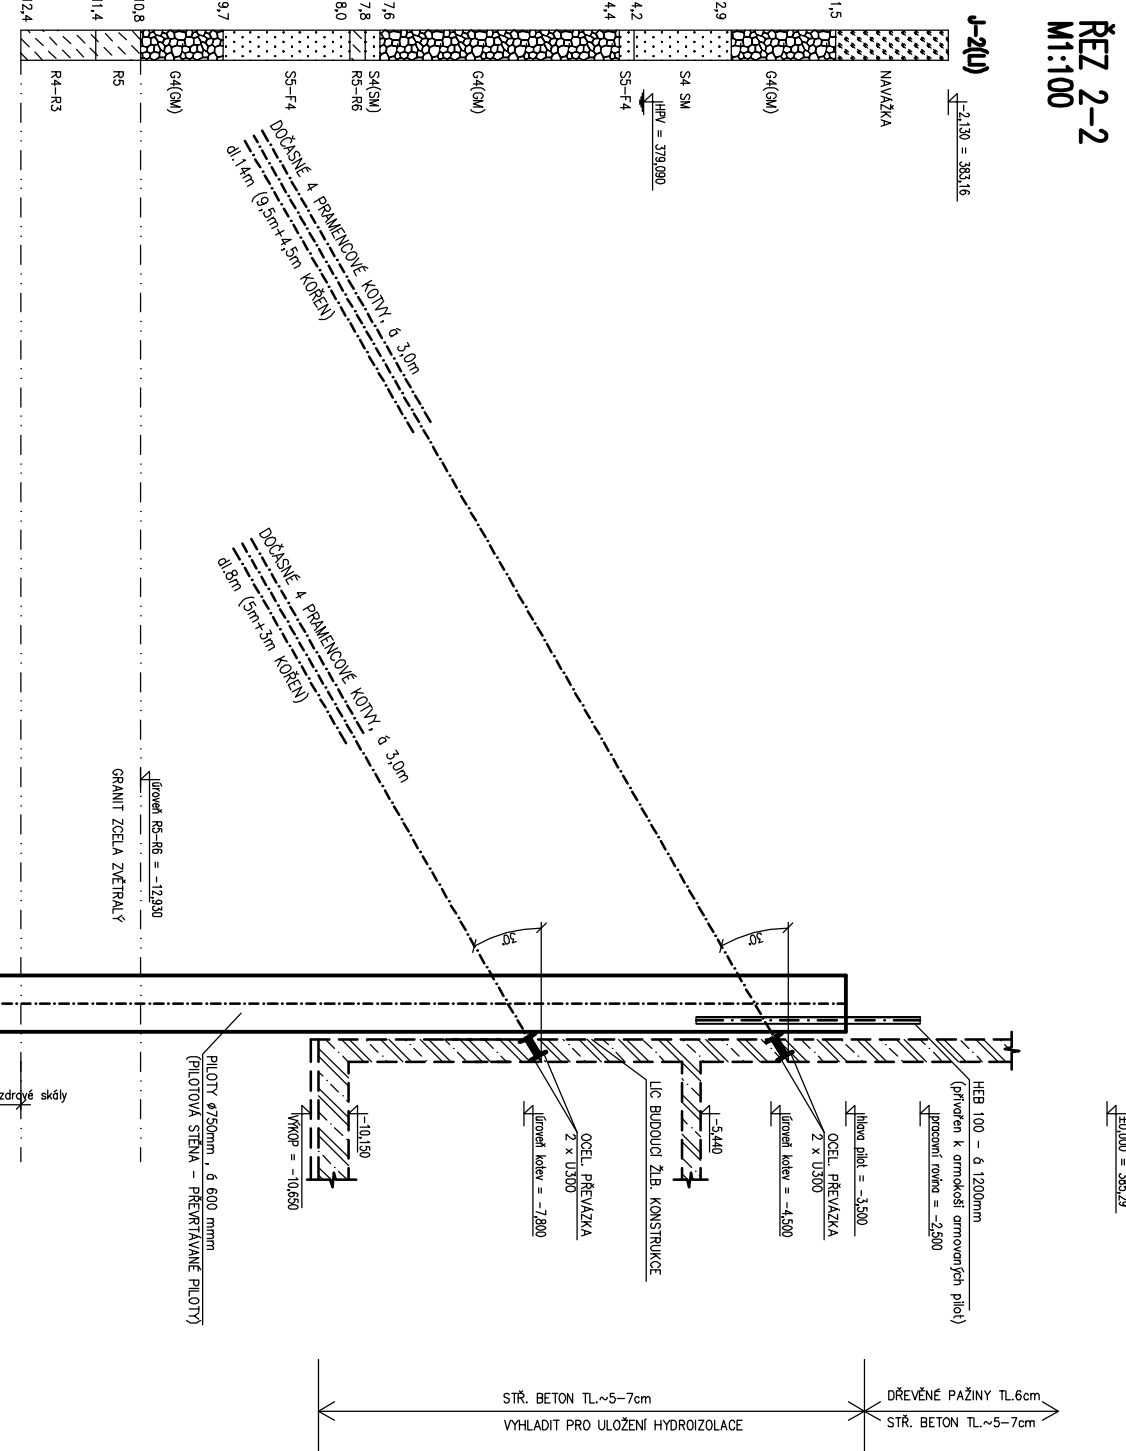 ŘEZ 2-2
M1:100
J-2(U)
-2,130 = 383,16
NAVÁŽKA
1,5
G4(GM)
2,9
S4 SM
HPV = 379,090
4,2
4,4
S5-F4
G4(GM)
7,6
7,8
8,0
S4(SM)
R5-R6
S5-F4
9,7
G4(GM)
10,8
R5
11,4
R4-R3
12,4
DOČASNÉ 4 PRAMENCOVÉ KOTVY, á 3,0m
dl.14m (9,5m+4,5m KOŘEN)
DOČASNÉ 4 PRAMENCOVÉ KOTVY, á 3,0m
dl.8m (5m+3m KOŘEN)
úroveň R5-R6 = -12,930
GRANIT ZCELA ZVĚTRALÝ
30°
30°
±0,000 = 385,29
HEB 100 - á 1200mm
(přivařen k armokoši armovaných pilot)
pracovní rovina = -2,500
hlava pilot = -3,500
OCEL. PŘEVÁZKA
2 x U300
úroveň kotev = -4,500
-5,440
LÍC BUDOUCÍ ŽLB. KONSTRUKCE
OCEL. PŘEVÁZKA
2 x U300
úroveň kotev = -7,800
-10,150
VÝKOP = -10,650
PILOTY ø750mm , á 600 mmm
(PILOTOVÁ STĚNA - PŘEVRTÁVANÉ PILOTY)
zdravé skály
STŘ. BETON TL.~5-7cm
VYHLADIT PRO ULOŽENÍ HYDROIZOLACE
DŘEVĚNÉ PAŽINY TL.6cm
STŘ. BETON TL.~5-7cm